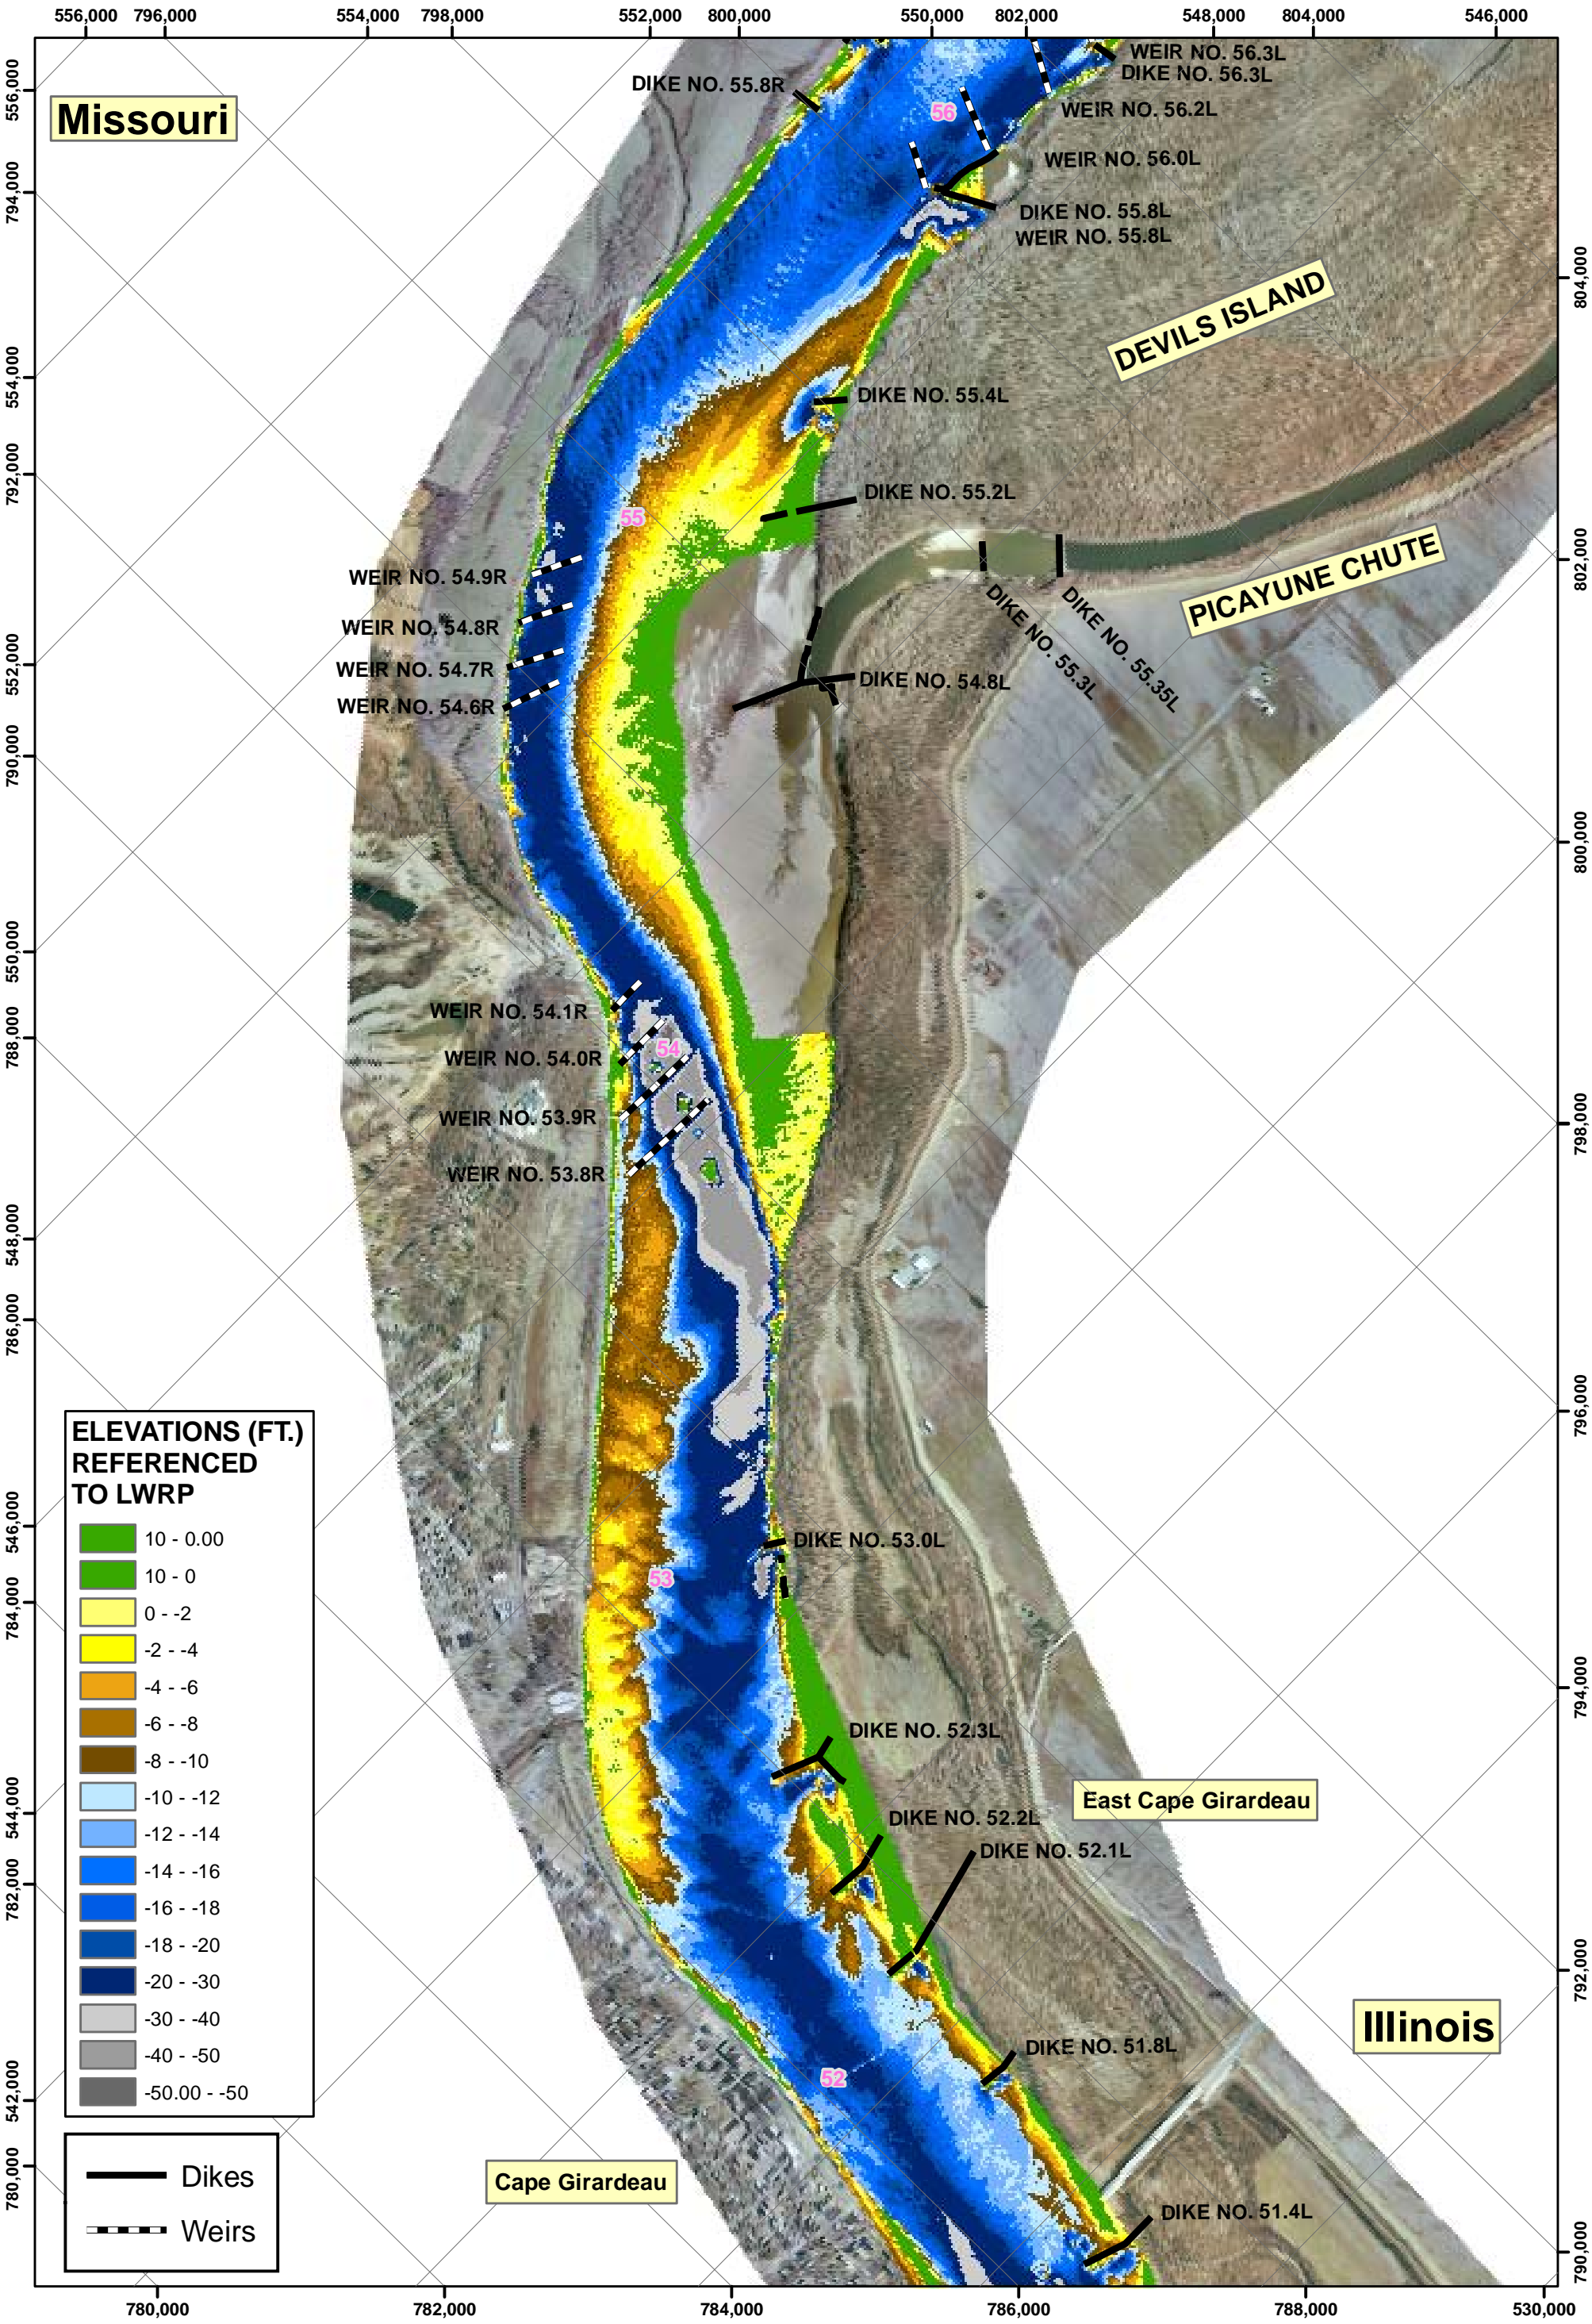 556,000 796,000 554,000 798,000 552,000 800,000 550,000 802,000 548,000 804,000 546,000
Missouri
DIKE NO. 55.8R
WEIR NO. 56.3L
DIKE NO. 56.3L
WEIR NO. 56.2L
56
WEIR NO. 56.0L
DIKE NO. 55.8L
WEIR NO. 55.8L
DEVILS ISLAND
DIKE NO. 55.4L
DIKE NO. 55.2L
55
PICAYUNE CHUTE
WEIR NO. 54.9R
DIKE NO. 55.3L
DIKE NO. 55.35L
WEIR NO. 54.8R
WEIR NO. 54.7R
DIKE NO. 54.8L
WEIR NO. 54.6R
WEIR NO. 54.1R
54
WEIR NO. 54.0R
WEIR NO. 53.9R
WEIR NO. 53.8R
DIKE NO. 53.0L
53
DIKE NO. 52.3L
East Cape Girardeau
DIKE NO. 52.2L
DIKE NO. 52.1L
Illinois
DIKE NO. 51.8L
52
Cape Girardeau
DIKE NO. 51.4L
ELEVATIONS (FT.)
REFERENCED
TO LWRP
10 - 0.00
10 - 0
0 - -2
-2 - -4
-4 - -6
-6 - -8
-8 - -10
-10 - -12
-12 - -14
-14 - -16
-16 - -18
-18 - -20
-20 - -30
-30 - -40
-40 - -50
-50.00 - -50
Dikes
Weirs
556,000
794,000
554,000
792,000
552,000
790,000
550,000
788,000
548,000
786,000
546,000
784,000
544,000
782,000
542,000
780,000
804,000
802,000
800,000
798,000
796,000
794,000
792,000
790,000
780,000 782,000 784,000 786,000 788,000 530,000